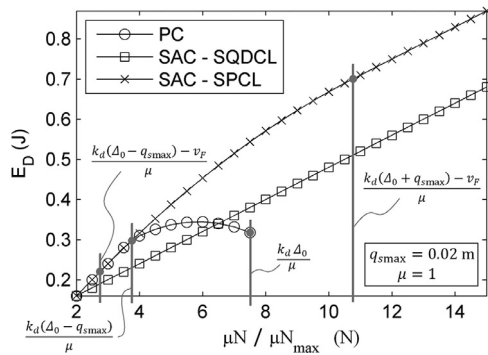 PC
SAC - SQDCL
SAC - SPCL
E_D (J)
0.8
0.7
0.6
0.5
0.4
0.3
0.2
k_d(Δ_0 − q_smax) − v_F / μ
k_d(Δ_0 + q_smax) − v_F / μ
k_d Δ_0 / μ
q_smax = 0.02 m
μ = 1
k_d(Δ_0 − q_smax) / μ
2 4 6 8 10 12 14
μN / μN_max (N)